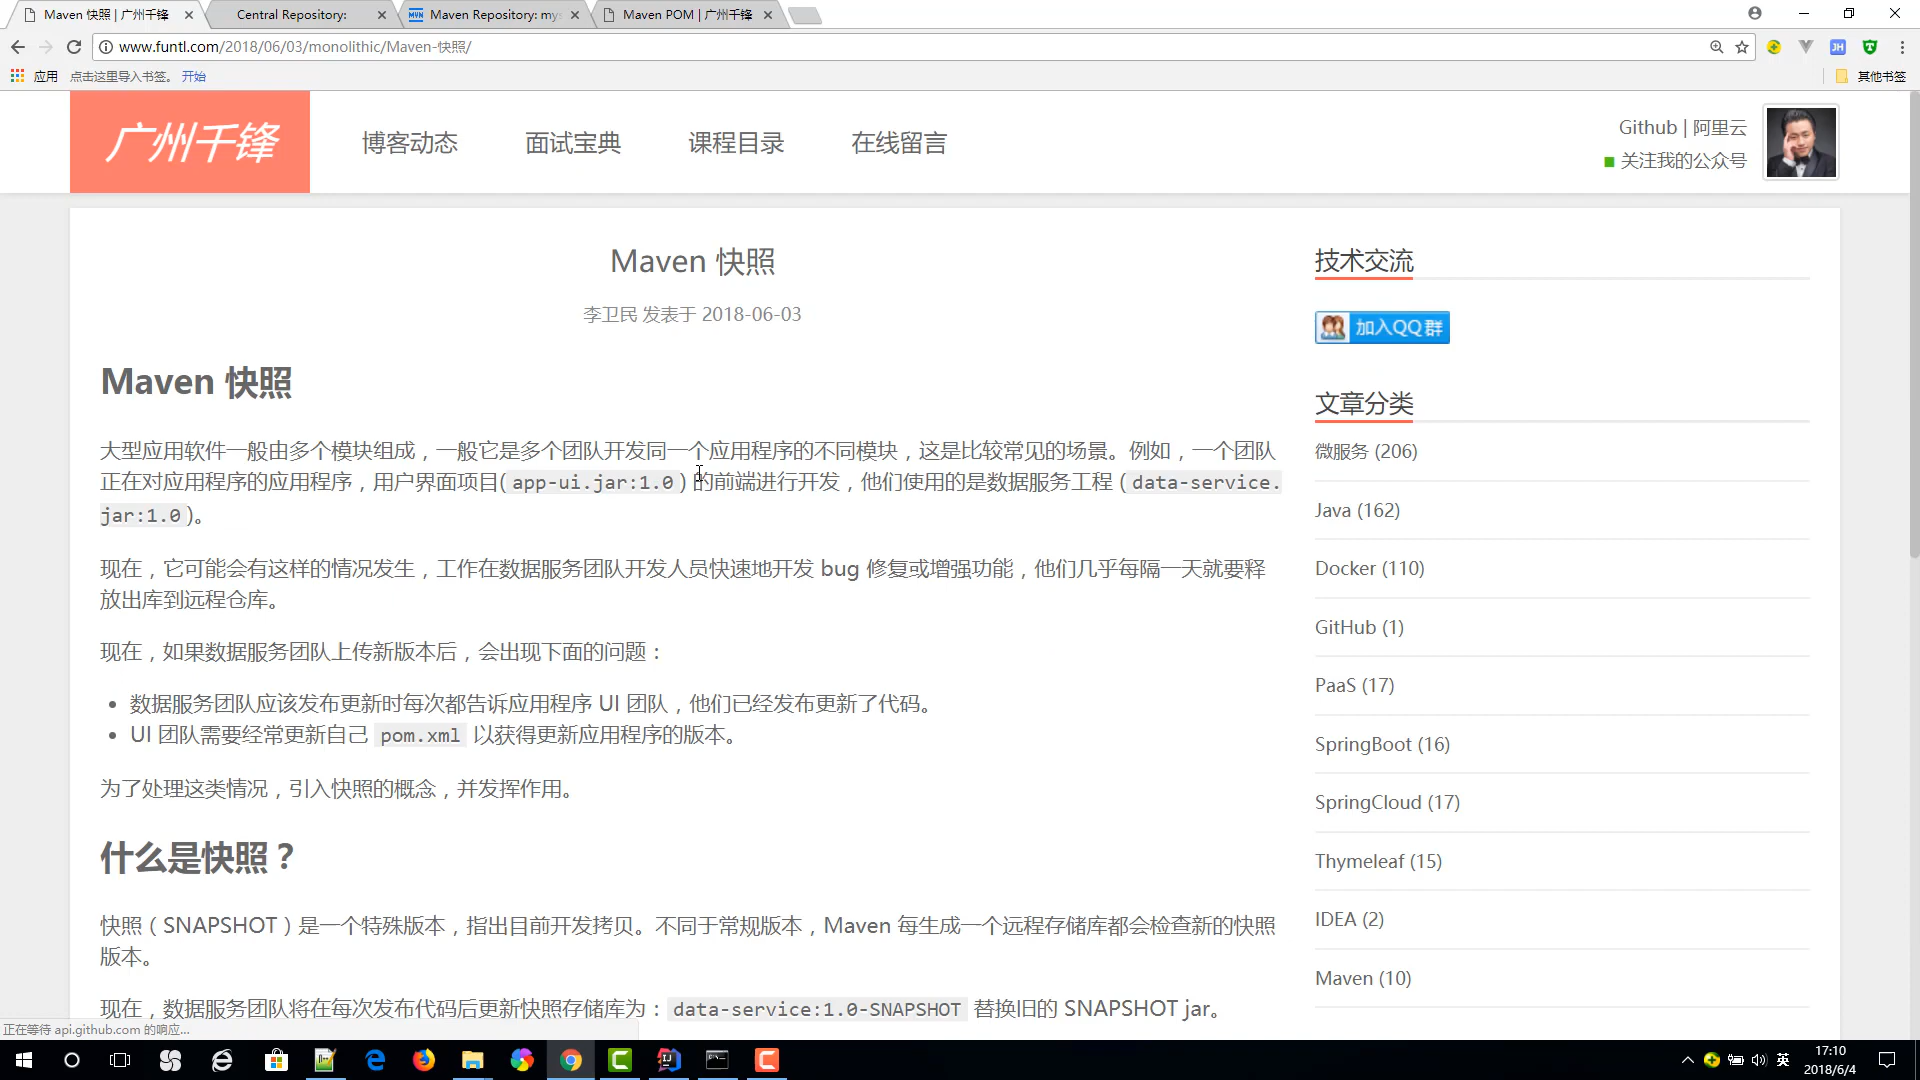 Maven 快照 | 广州千锋
Central Repository:
Maven Repository: mys
Maven POM | 广州千锋
www.funtl.com/2018/06/03/monolithic/Maven-快照/
应用
点击这里导入书签。
开始
其他书签
广州千锋
博客动态
面试宝典
课程目录
在线留言
Github | 阿里云
关注我的公众号
Maven 快照
李卫民 发表于 2018-06-03
Maven 快照
大型应用软件一般由多个模块组成，一般它是多个团队开发同一个应用程序的不同模块，这是比较常见的场景。例如，一个团队
正在对应用程序的应用程序，用户界面项目(app-ui.jar:1.0) 的前端进行开发，他们使用的是数据服务工程 (data-service.
jar:1.0)。
现在，它可能会有这样的情况发生，工作在数据服务团队开发人员快速地开发 bug 修复或增强功能，他们几乎每隔一天就要释
放出库到远程仓库。
现在，如果数据服务团队上传新版本后，会出现下面的问题：
• 数据服务团队应该发布更新时每次都告诉应用程序 UI 团队，他们已经发布更新了代码。
• UI 团队需要经常更新自己 pom.xml 以获得更新应用程序的版本。
为了处理这类情况，引入快照的概念，并发挥作用。
什么是快照？
快照（SNAPSHOT）是一个特殊版本，指出目前开发拷贝。不同于常规版本，Maven 每生成一个远程存储库都会检查新的快照
版本。
现在，数据服务团队将在每次发布代码后更新快照存储库为：data-service:1.0-SNAPSHOT 替换旧的 SNAPSHOT jar。
技术交流
加入QQ群
文章分类
微服务 (206)
Java (162)
Docker (110)
GitHub (1)
PaaS (17)
SpringBoot (16)
SpringCloud (17)
Thymeleaf (15)
IDEA (2)
Maven (10)
正在等待 api.github.com 的响应...
英
17:10
2018/6/4